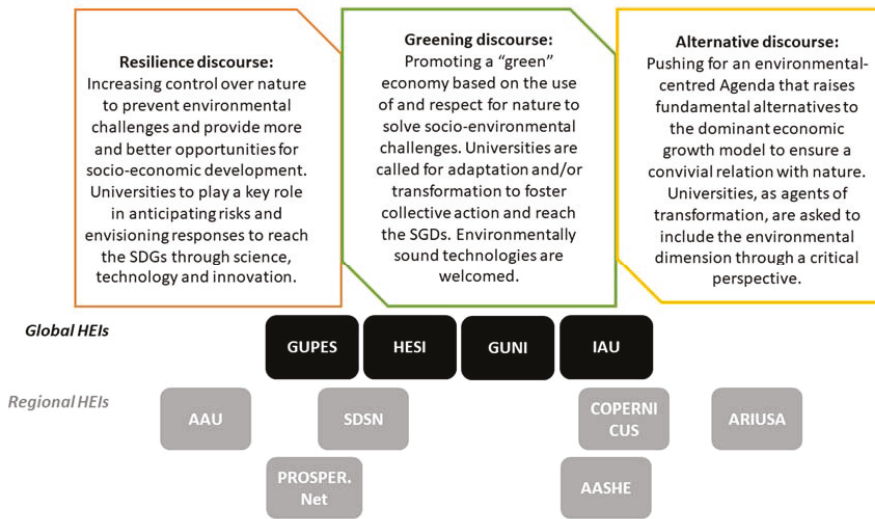 Resilience discourse:
Increasing control over nature
to prevent environmental
challenges and provide more
and better opportunities for
socio-economic development.
Universities to play a key role
in anticipating risks and
envisioning responses to reach
the SDGs through science,
technology and innovation.
Greening discourse:
Promoting a “green”
economy based on the use
of and respect for nature to
solve socio-environmental
challenges. Universities are
called for adaptation and/or
transformation to foster
collective action and reach
the SGDs. Environmentally
sound technologies are
welcomed.
Alternative discourse:
Pushing for an environmental-
centred Agenda that raises
fundamental alternatives to
the dominant economic
growth model to ensure a
convivial relation with nature.
Universities, as agents of
transformation, are asked to
include the environmental
dimension through a critical
perspective.
Global HEIs
GUPES
HESI
GUNI
IAU
Regional HEIs
AAU
SDSN
COPERNI
CUS
ARIUSA
PROSPER.
Net
AASHE